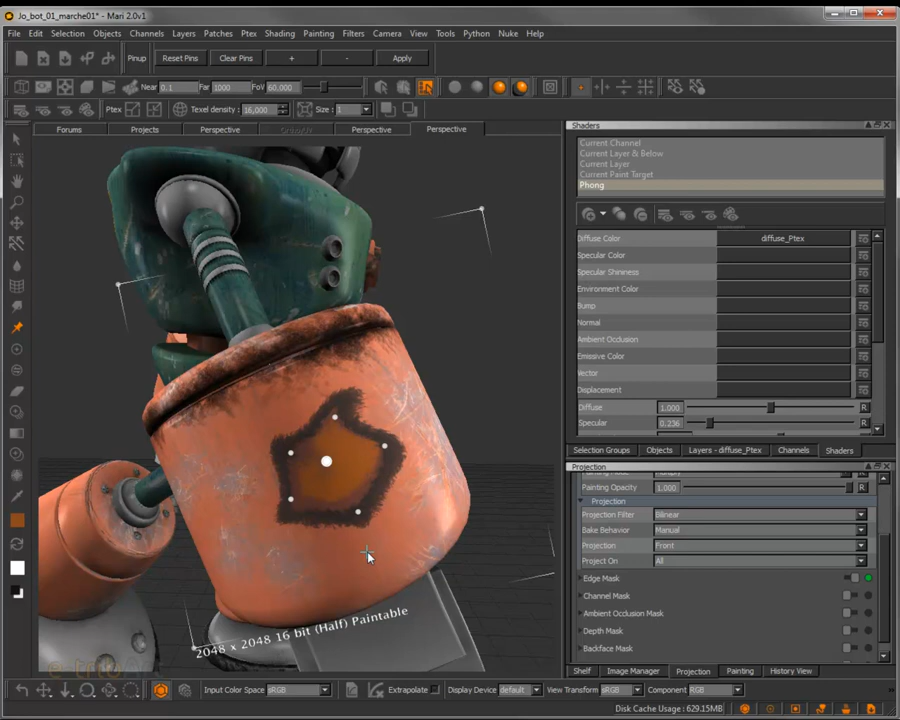 Jo_bot_01_marche01* - Mari 2.0v1
File Edit Selection Objects Channels Layers Patches Ptex Shading Painting Filters Camera View Tools Python Nuke Help
Pinup Reset Pins Clear Pins + - Apply
Near 0.1 Far 1000 FoV 60.000
Ptex Texel density: 16,000 Size : 1
Forums Projects Perspective Perspective Perspective
Shaders
Current Channel
Current Layer & Below
Current Layer
Current Paint Target
Phong
Diffuse Color diffuse_Ptex
Specular Color
Specular Shininess
Environment Color
Bump
Normal
Ambient Occlusion
Emissive Color
Vector
Displacement
Diffuse 1.000 R
Specular 0.236 R
Selection Groups Objects Layers - diffuse_Ptex Channels Shaders
Projection
Painting Opacity 1.000 R
Projection
Projection Filter Bilinear
Bake Behavior Manual
Projection Front
Project On All
Edge Mask
Channel Mask
Ambient Occlusion Mask
Depth Mask
Backface Mask
2048 x 2048 16 bit (Half) Paintable
Shelf Image Manager Projection Painting History View
Input Color Space sRGB Extrapolate Display Device default View Transform sRGB Component RGB
Disk Cache Usage : 629.15MB